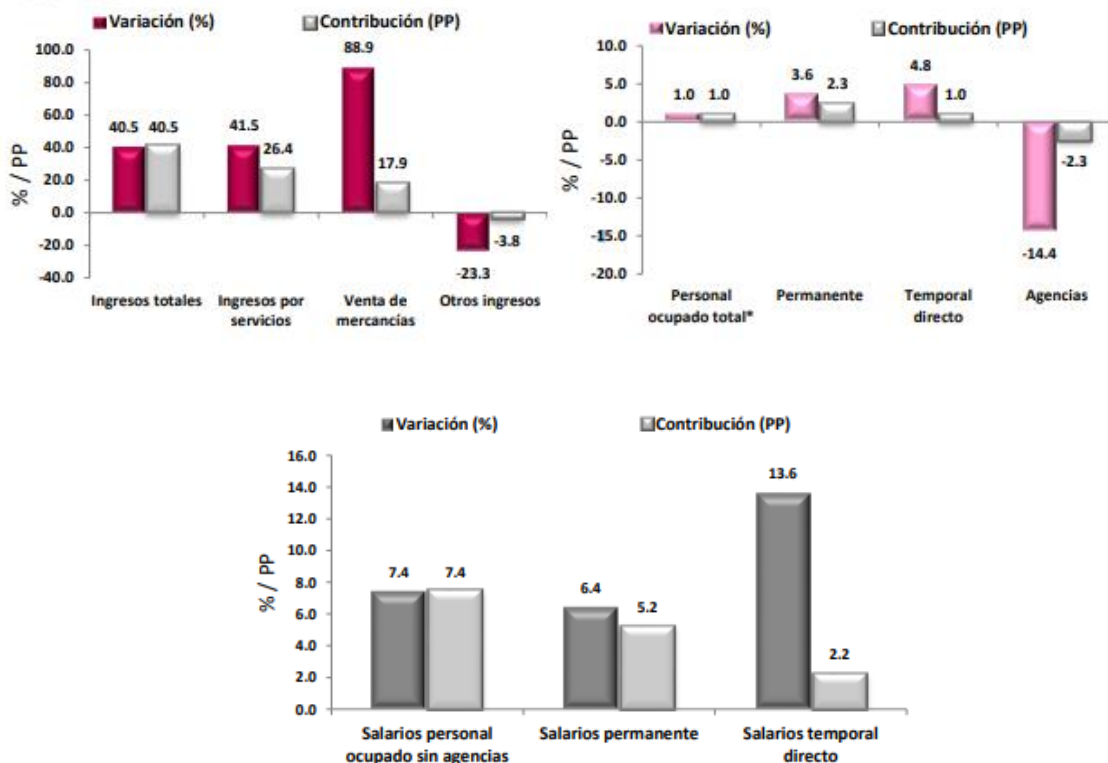 Variación (%) Contribución (PP)
% / PP
100.0
80.0
60.0
40.0
20.0
0.0
-20.0
-40.0
40.5 40.5
41.5 26.4
88.9 17.9
-23.3 -3.8
Ingresos totales Ingresos por Venta de Otros ingresos
servicios mercancías
Variación (%) Contribución (PP)
% / PP
10.0
5.0
0.0
-5.0
-10.0
-15.0
-20.0
1.0 1.0
3.6 2.3
4.8 1.0
-14.4 -2.3
Personal Permanente Temporal Agencias
ocupado total* directo
Variación (%) Contribución (PP)
% / PP
16.0
14.0
12.0
10.0
8.0
6.0
4.0
2.0
0.0
7.4 7.4
6.4 5.2
13.6 2.2
Salarios personal Salarios permanente Salarios temporal
ocupado sin agencias directo